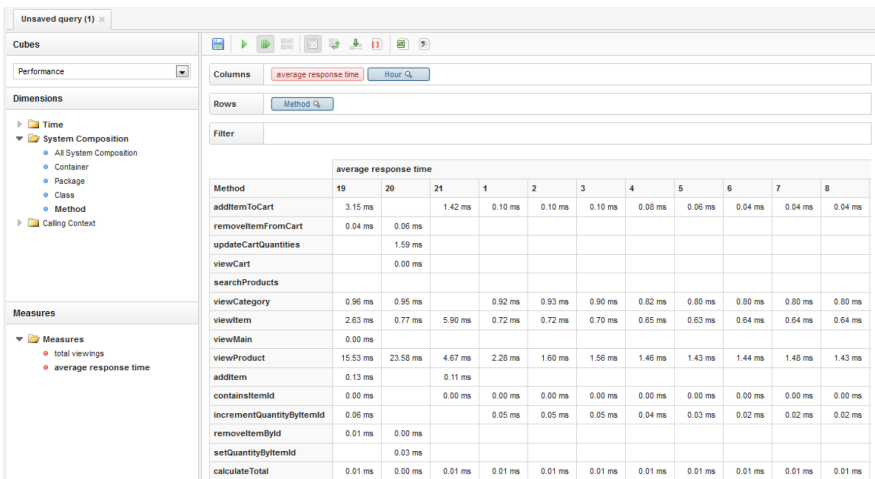 Unsaved query (1)
Cubes
Performance
Dimensions
Time
System Composition
All System Composition
Container
Package
Class
Method
Calling Context
Measures
Measures
total viewings
average response time
Columns average response time Hour
Rows Method
Filter
average response time
Method 19 20 21 1 2 3 4 5 6 7 8
addItemToCart 3.15 ms 1.42 ms 0.10 ms 0.10 ms 0.10 ms 0.08 ms 0.06 ms 0.04 ms 0.04 ms 0.04 ms
removeItemFromCart 0.04 ms 0.06 ms
updateCartQuantities 1.59 ms
viewCart 0.00 ms
searchProducts
viewCategory 0.96 ms 0.95 ms 0.92 ms 0.93 ms 0.90 ms 0.82 ms 0.80 ms 0.80 ms 0.80 ms 0.80 ms
viewItem 2.63 ms 0.77 ms 5.90 ms 0.72 ms 0.72 ms 0.70 ms 0.65 ms 0.63 ms 0.64 ms 0.64 ms 0.64 ms
viewMain 0.00 ms
viewProduct 15.53 ms 23.58 ms 4.67 ms 2.28 ms 1.60 ms 1.56 ms 1.46 ms 1.43 ms 1.44 ms 1.48 ms 1.43 ms
addItem 0.13 ms 0.11 ms
containsItemId 0.00 ms 0.00 ms 0.00 ms 0.00 ms 0.00 ms 0.00 ms 0.00 ms 0.00 ms 0.00 ms 0.00 ms
incrementQuantityByItemId 0.06 ms 0.05 ms 0.05 ms 0.05 ms 0.04 ms 0.03 ms 0.02 ms 0.02 ms 0.02 ms
removeItemById 0.01 ms 0.00 ms
setQuantityByItemId 0.03 ms
calculateTotal 0.01 ms 0.00 ms 0.01 ms 0.01 ms 0.01 ms 0.01 ms 0.01 ms 0.01 ms 0.01 ms 0.01 ms 0.01 ms